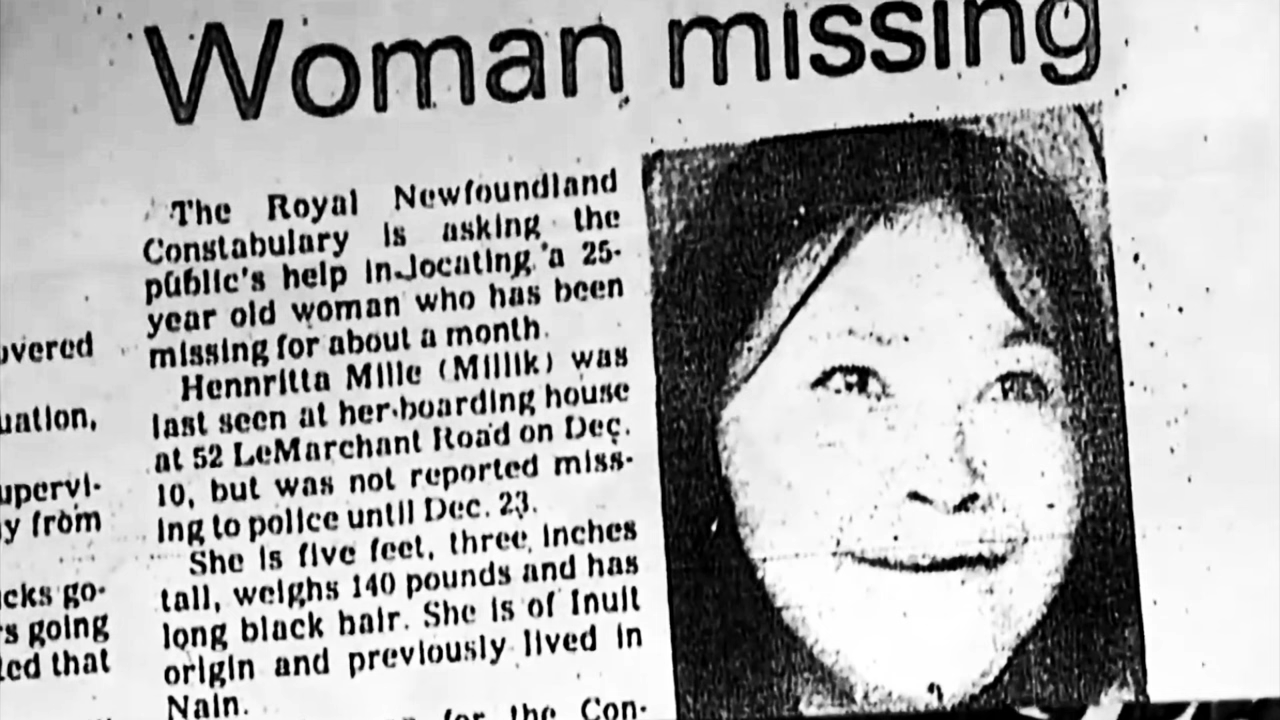 Woman missing
The Royal Newfoundland
Constabulary is asking the
public's help in locating a 25-
year old woman who has been
missing for about a month.
Hennritta Mille (Millik) was
last seen at her boarding house
at 52 LeMarchant Road on Dec.
10, but was not reported miss-
ing to police until Dec. 23.
She is five feet, three inches
tall, weighs 140 pounds and has
long black hair. She is of Inuit
origin and previously lived in
Nain.
for the Con-
overed
uation,
upervi-
y from
cks go-
s going
ted that